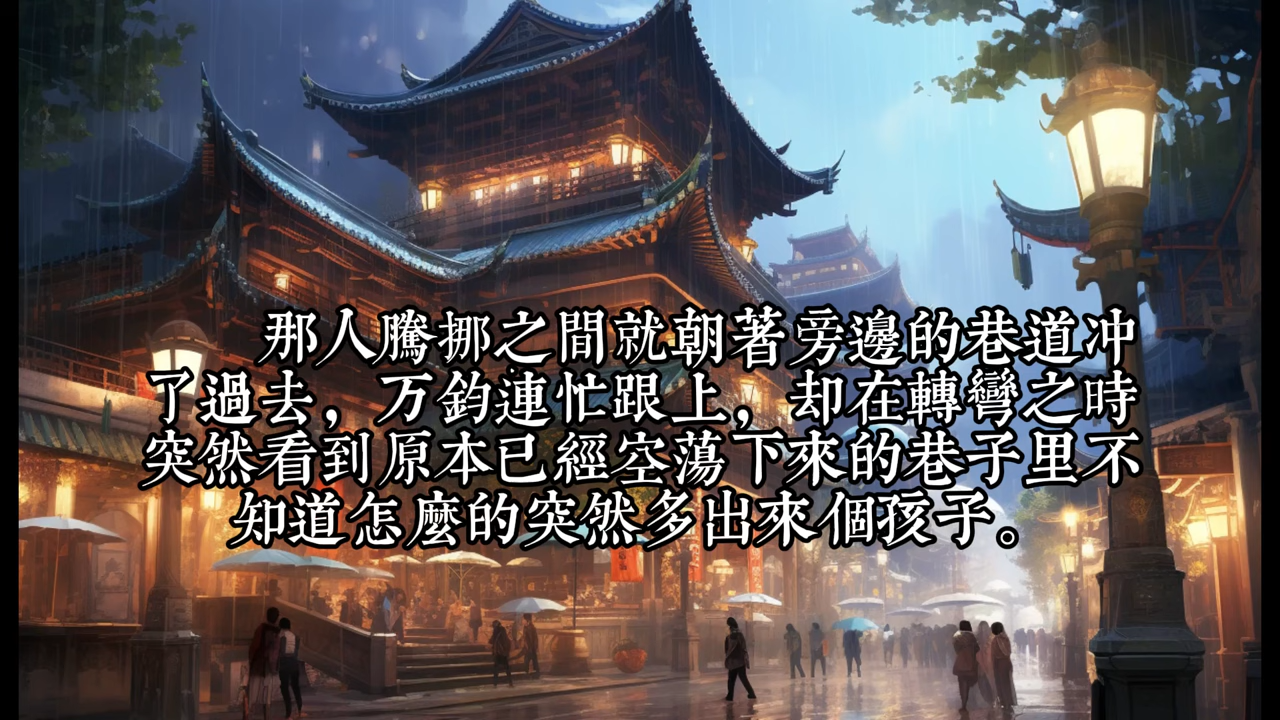 那人騰挪之間就朝著旁邊的巷道冲
了過去，万鈞連忙跟上，却在轉彎之時
突然看到原本已經空蕩下來的巷子里不
知道怎麼的突然多出來個孩子。